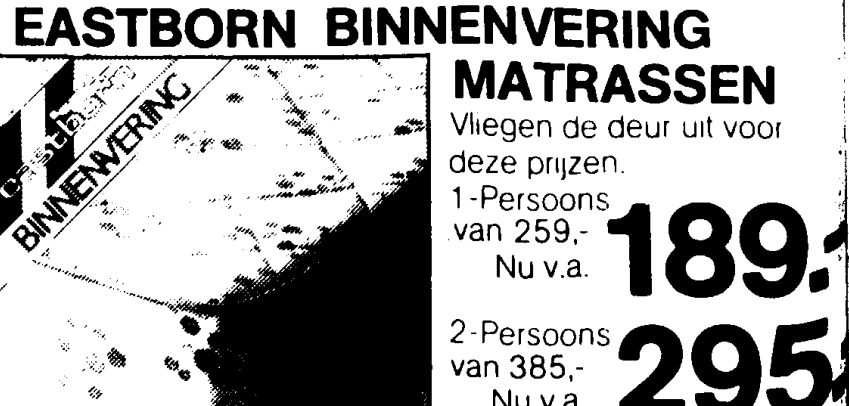 EASTBORN BINNENVERING
MATRASSEN
eastborn
BINNENVERING
Vliegen de deur uit voor
deze prijzen.
1-Persoons
van 259,-
Nu v.a. 189.-
2-Persoons
van 385,-
Nu v.a. 295